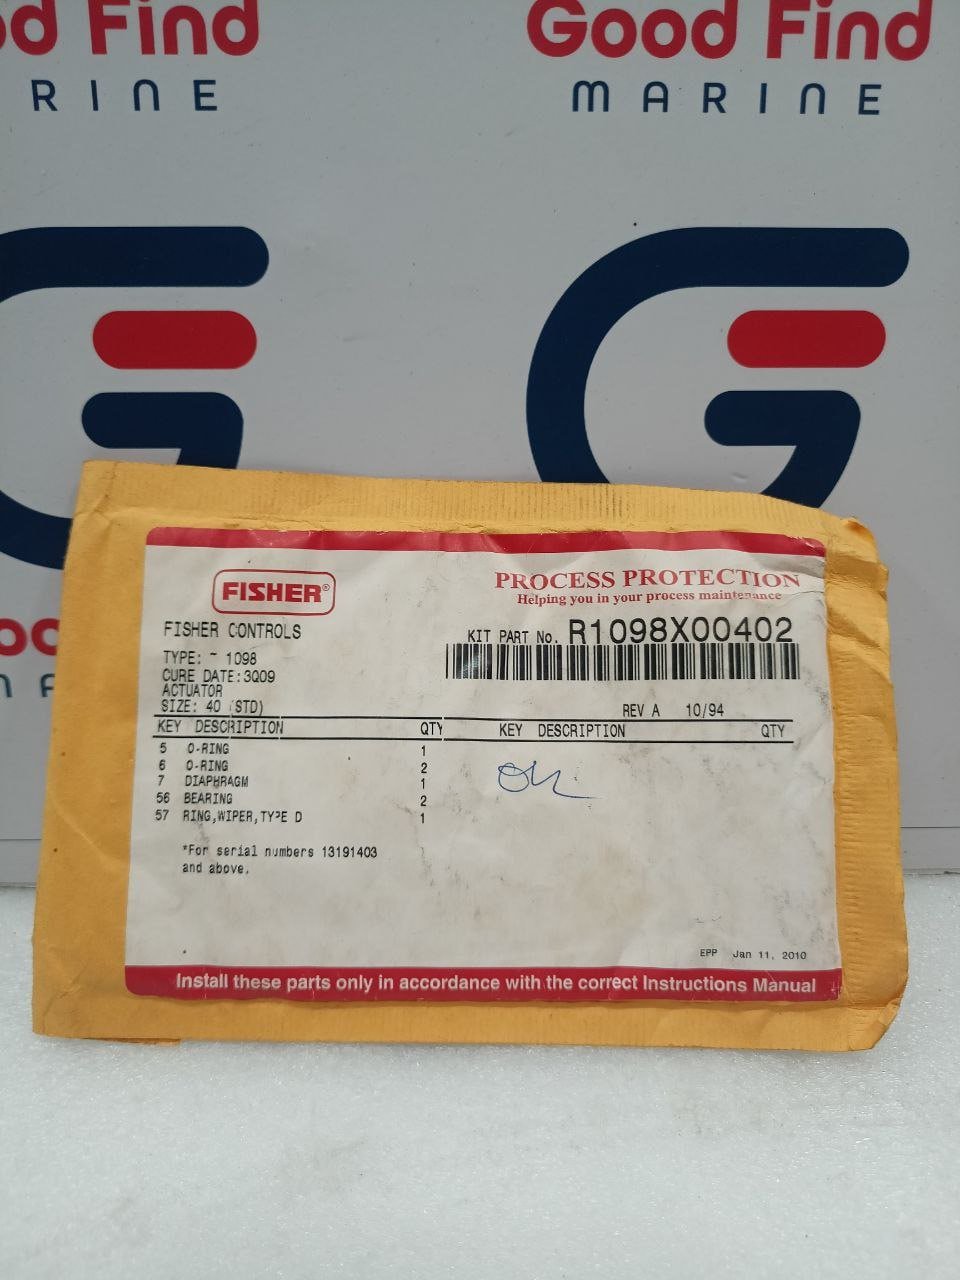 od Find
RINE
Good Find
MARINE
FISHER®
PROCESS PROTECTION
Helping you in your process maintenance
FISHER CONTROLS
KIT PART No. R1098X00402
TYPE: ~ 1098
CURE DATE:3Q09
ACTUATOR
SIZE: 40 (STD)
REV A 10/94
KEY DESCRIPTION QTY KEY DESCRIPTION QTY
5 O-RING 1
6 O-RING 2
7 DIAPHRAGM 1
56 BEARING 2
57 RING,WIPER,TYPE D 1
*For serial numbers 13191403
and above.
EPP Jan 11, 2010
Install these parts only in accordance with the correct Instructions Manual